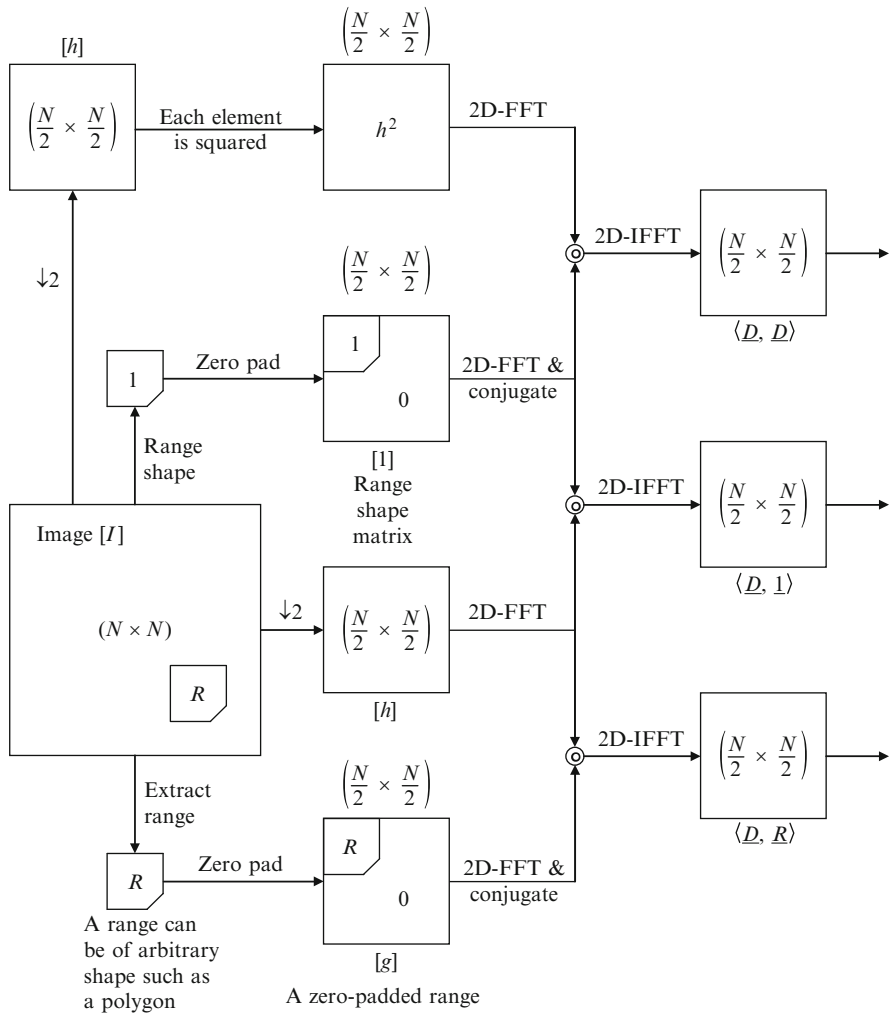 [h]
(N/2 × N/2)
Each element
is squared
(N/2 × N/2)
h²
2D-FFT
2D-IFFT
(N/2 × N/2)
⟨D, D⟩
↓2
1
Zero pad
(N/2 × N/2)
1
0
2D-FFT &
conjugate
[1]
Range
shape
matrix
Range
shape
2D-IFFT
(N/2 × N/2)
⟨D, 1⟩
Image [I]
(N × N)
R
↓2
(N/2 × N/2)
[h]
2D-FFT
2D-IFFT
(N/2 × N/2)
⟨D, R⟩
Extract
range
R
Zero pad
(N/2 × N/2)
R
0
2D-FFT &
conjugate
[g]
A zero-padded range
A range can
be of arbitrary
shape such as
a polygon